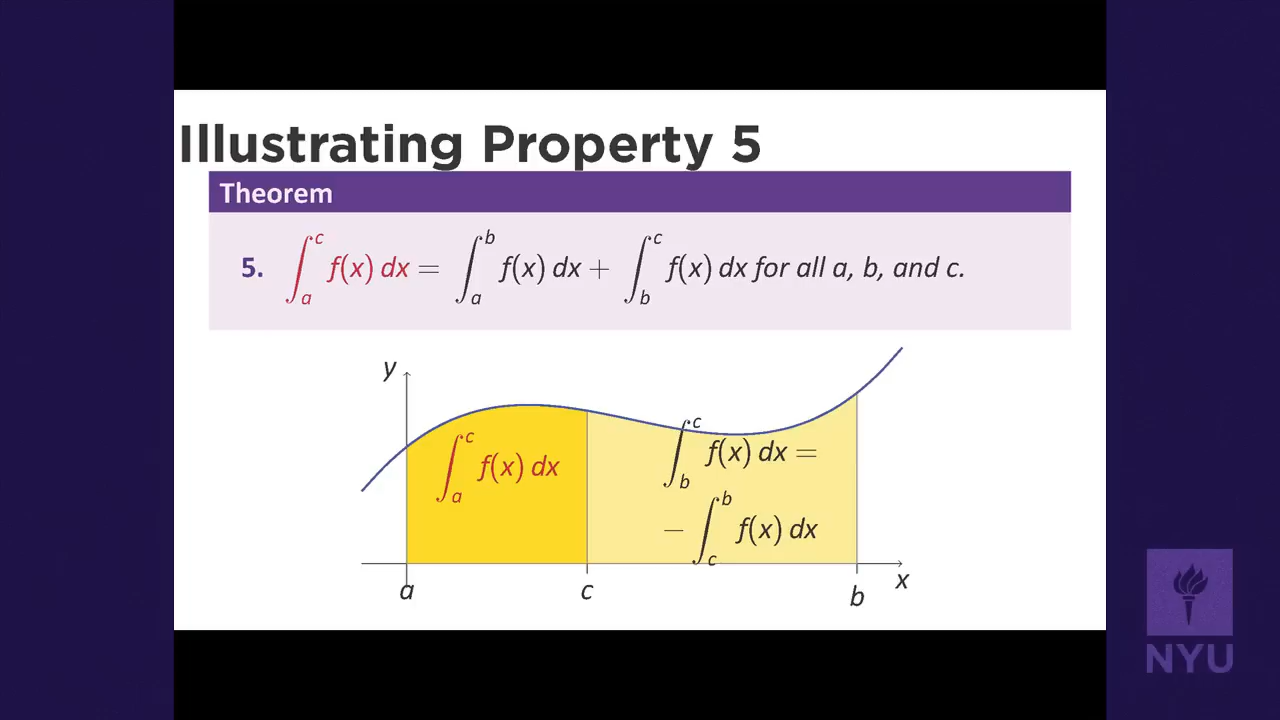 Illustrating Property 5
Theorem
5. ∫_a^c f(x) dx = ∫_a^b f(x) dx + ∫_b^c f(x) dx for all a, b, and c.
y
∫_a^c f(x) dx
∫_b^c f(x) dx =
− ∫_c^b f(x) dx
a c b x
NYU